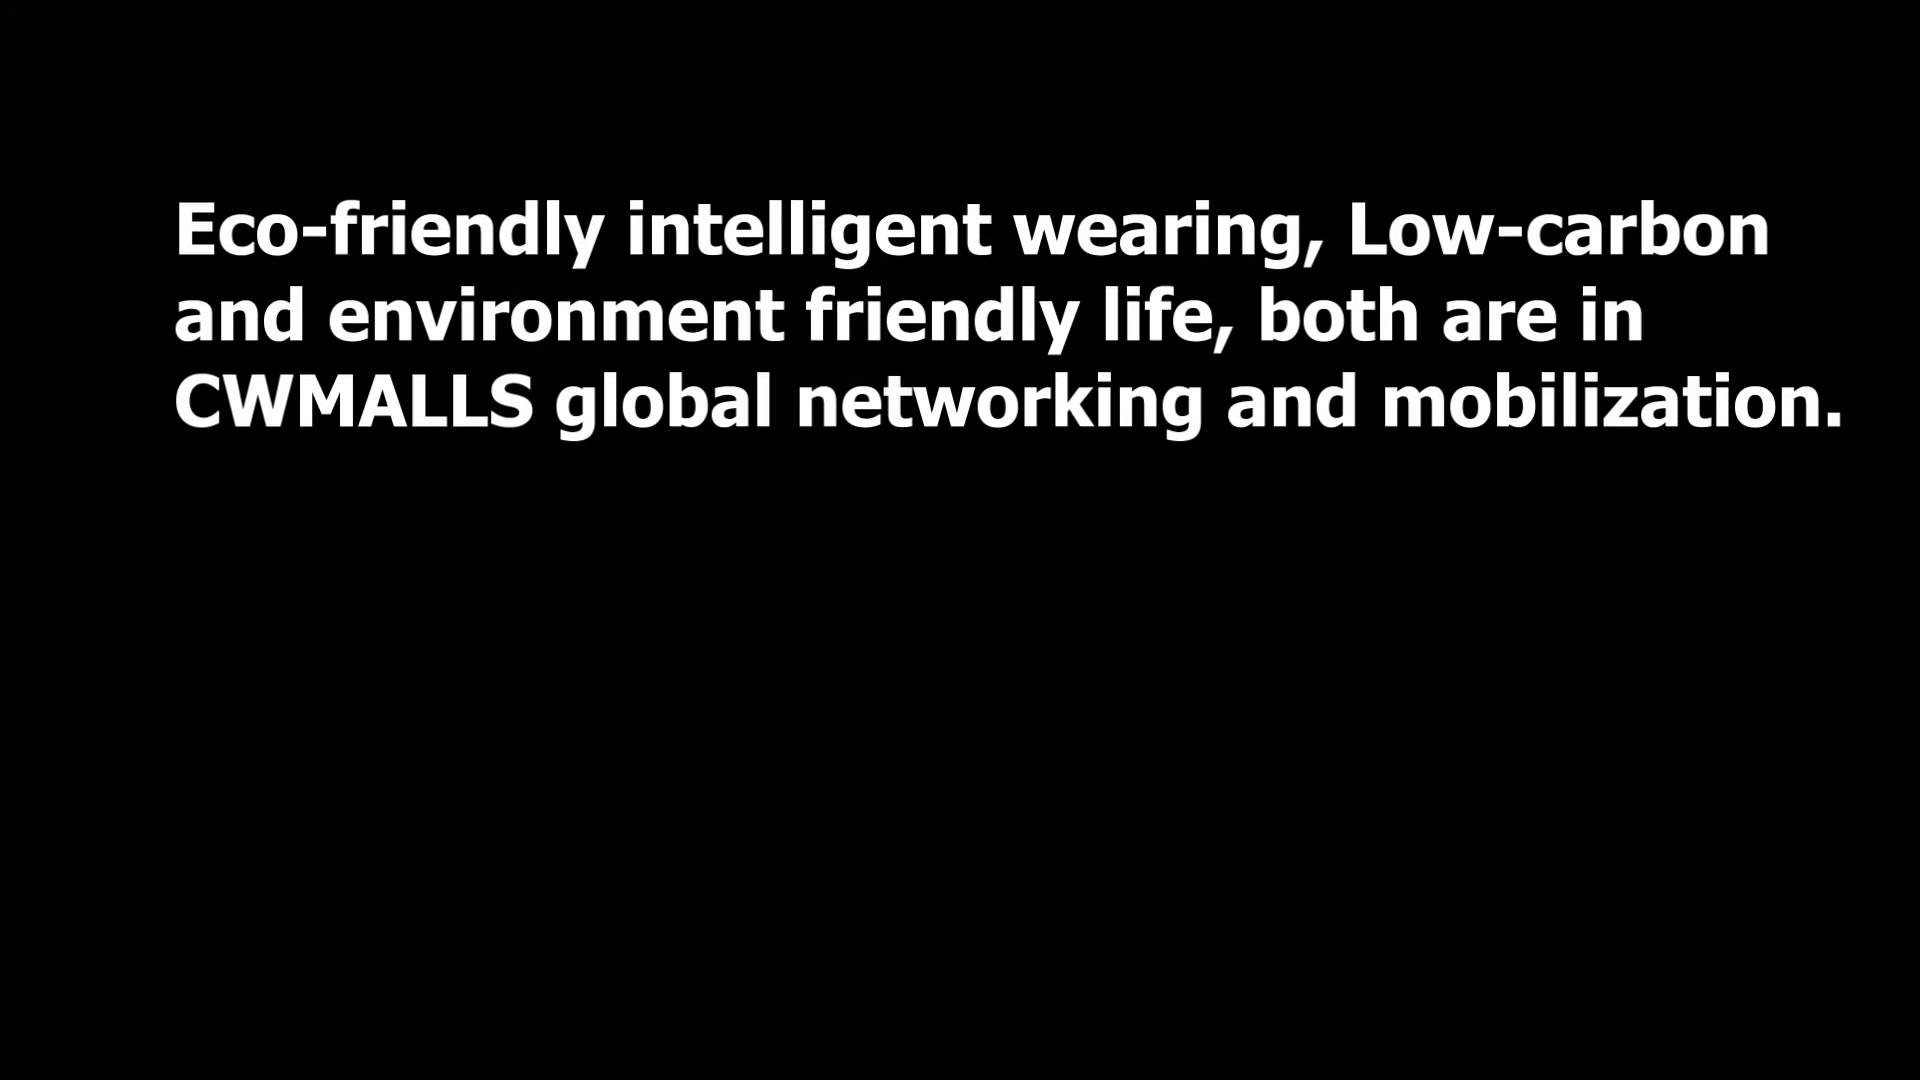 Eco-friendly intelligent wearing, Low-carbon
and environment friendly life, both are in
CWMALLS global networking and mobilization.